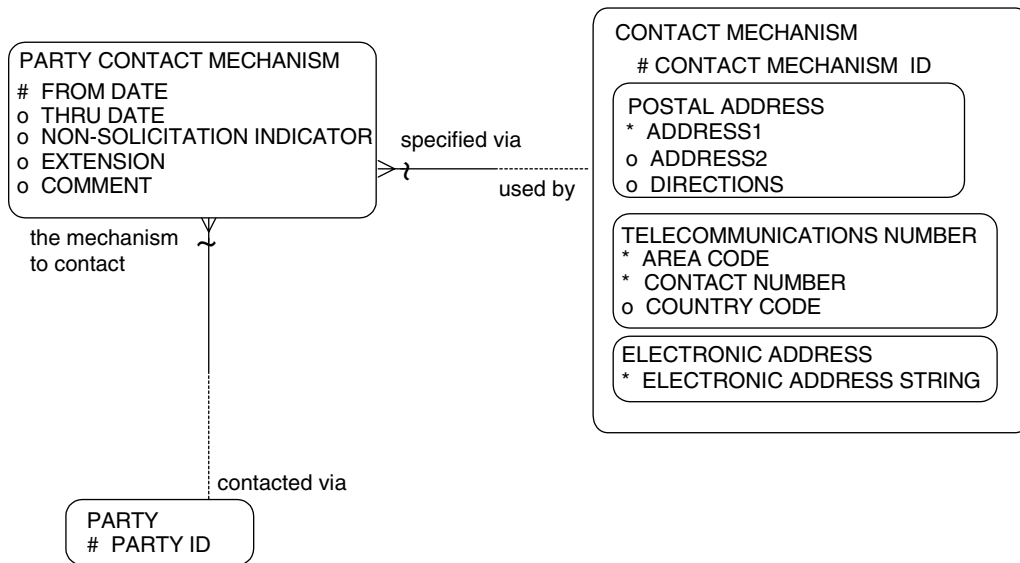 PARTY CONTACT MECHANISM
# FROM DATE
o THRU DATE
o NON-SOLICITATION INDICATOR
o EXTENSION
o COMMENT
the mechanism
to contact
specified via
used by
CONTACT MECHANISM
# CONTACT MECHANISM ID
POSTAL ADDRESS
* ADDRESS1
o ADDRESS2
o DIRECTIONS
TELECOMMUNICATIONS NUMBER
* AREA CODE
* CONTACT NUMBER
o COUNTRY CODE
ELECTRONIC ADDRESS
* ELECTRONIC ADDRESS STRING
contacted via
PARTY
# PARTY ID